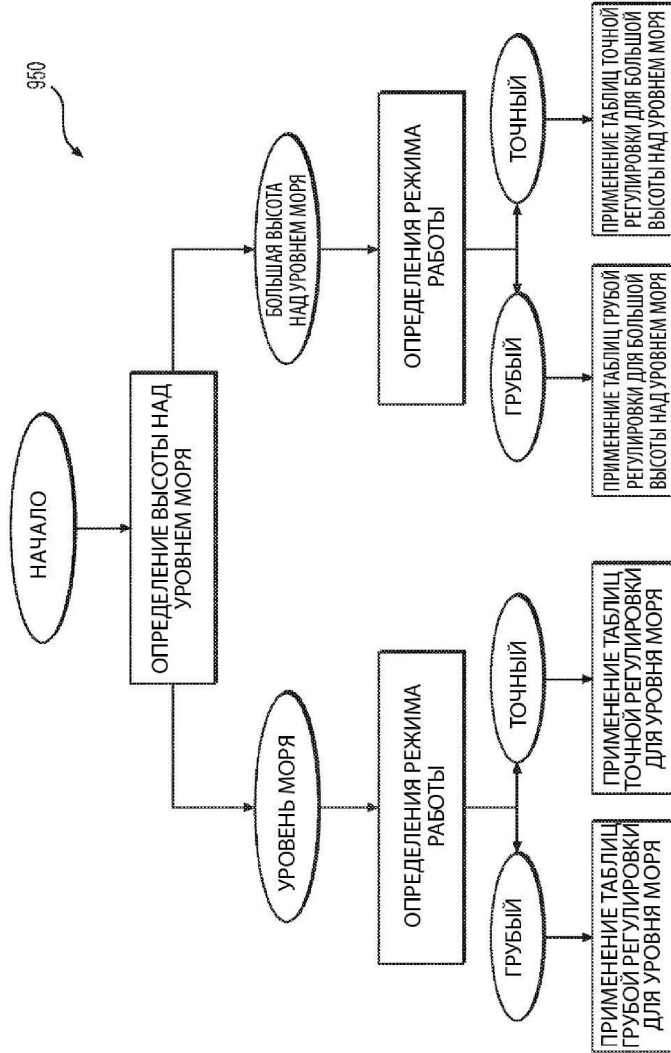 950
НАЧАЛО
ОПРЕДЕЛЕНИЕ ВЫСОТЫ НАД
УРОВНЕМ МОРЯ
УРОВЕНЬ МОРЯ
БОЛЬШАЯ ВЫСОТА
НАД УРОВНЕМ МОРЯ
ОПРЕДЕЛЕНИЯ РЕЖИМА
РАБОТЫ
ОПРЕДЕЛЕНИЯ РЕЖИМА
РАБОТЫ
ГРУБЫЙ
ТОЧНЫЙ
ГРУБЫЙ
ТОЧНЫЙ
ПРИМЕНЕНИЕ ТАБЛИЦ
ГРУБОЙ РЕГУЛИРОВКИ
ДЛЯ УРОВНЯ МОРЯ
ПРИМЕНЕНИЕ ТАБЛИЦ
ТОЧНОЙ РЕГУЛИРОВКИ
ДЛЯ УРОВНЯ МОРЯ
ПРИМЕНЕНИЕ ТАБЛИЦ ГРУБОЙ
РЕГУЛИРОВКИ ДЛЯ БОЛЬШОЙ
ВЫСОТЫ НАД УРОВНЕМ МОРЯ
ПРИМЕНЕНИЕ ТАБЛИЦ ТОЧНОЙ
РЕГУЛИРОВКИ ДЛЯ БОЛЬШОЙ
ВЫСОТЫ НАД УРОВНЕМ МОРЯ